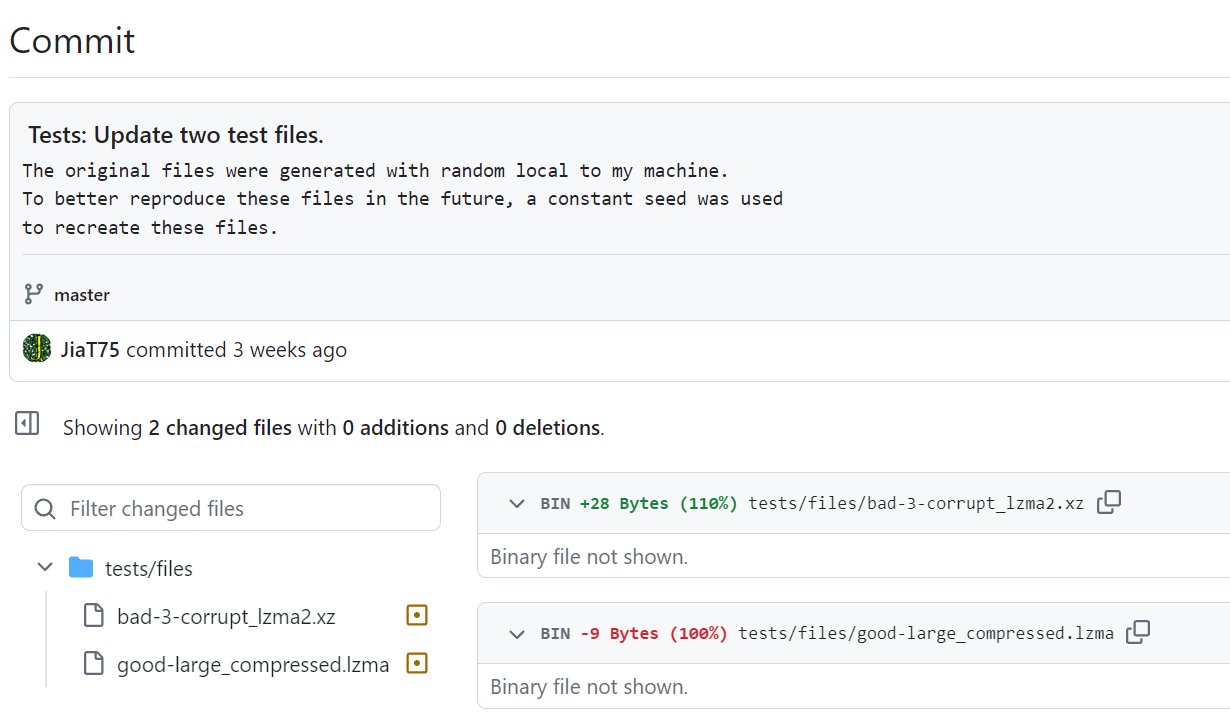 Commit
Tests: Update two test files.
The original files were generated with random local to my machine.
To better reproduce these files in the future, a constant seed was used
to recreate these files.
master
JiaT75 committed 3 weeks ago
Showing 2 changed files with 0 additions and 0 deletions.
Filter changed files
tests/files
bad-3-corrupt_lzma2.xz
good-large_compressed.lzma
BIN +28 Bytes (110%) tests/files/bad-3-corrupt_lzma2.xz
Binary file not shown.
BIN -9 Bytes (100%) tests/files/good-large_compressed.lzma
Binary file not shown.